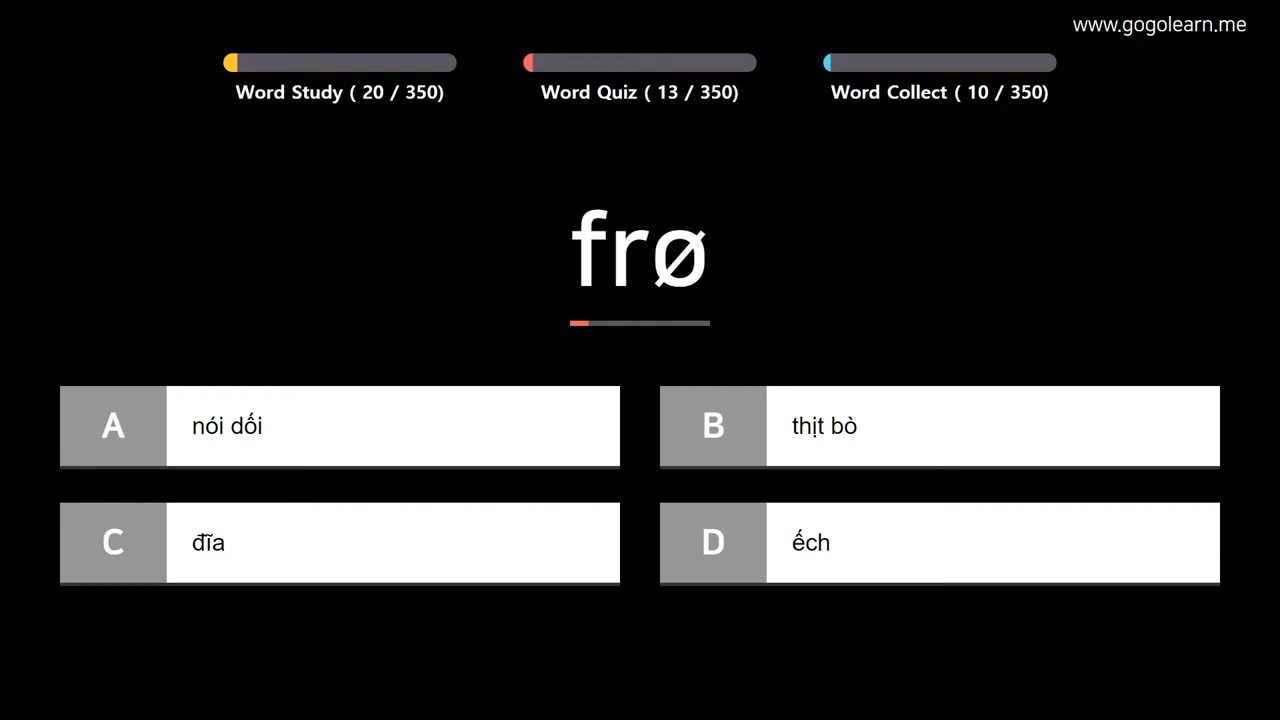 www.gogolearn.me
Word Study ( 20 / 350)
Word Quiz ( 13 / 350)
Word Collect ( 10 / 350)
frø
A
nói dối
B
thịt bò
C
đĩa
D
ếch